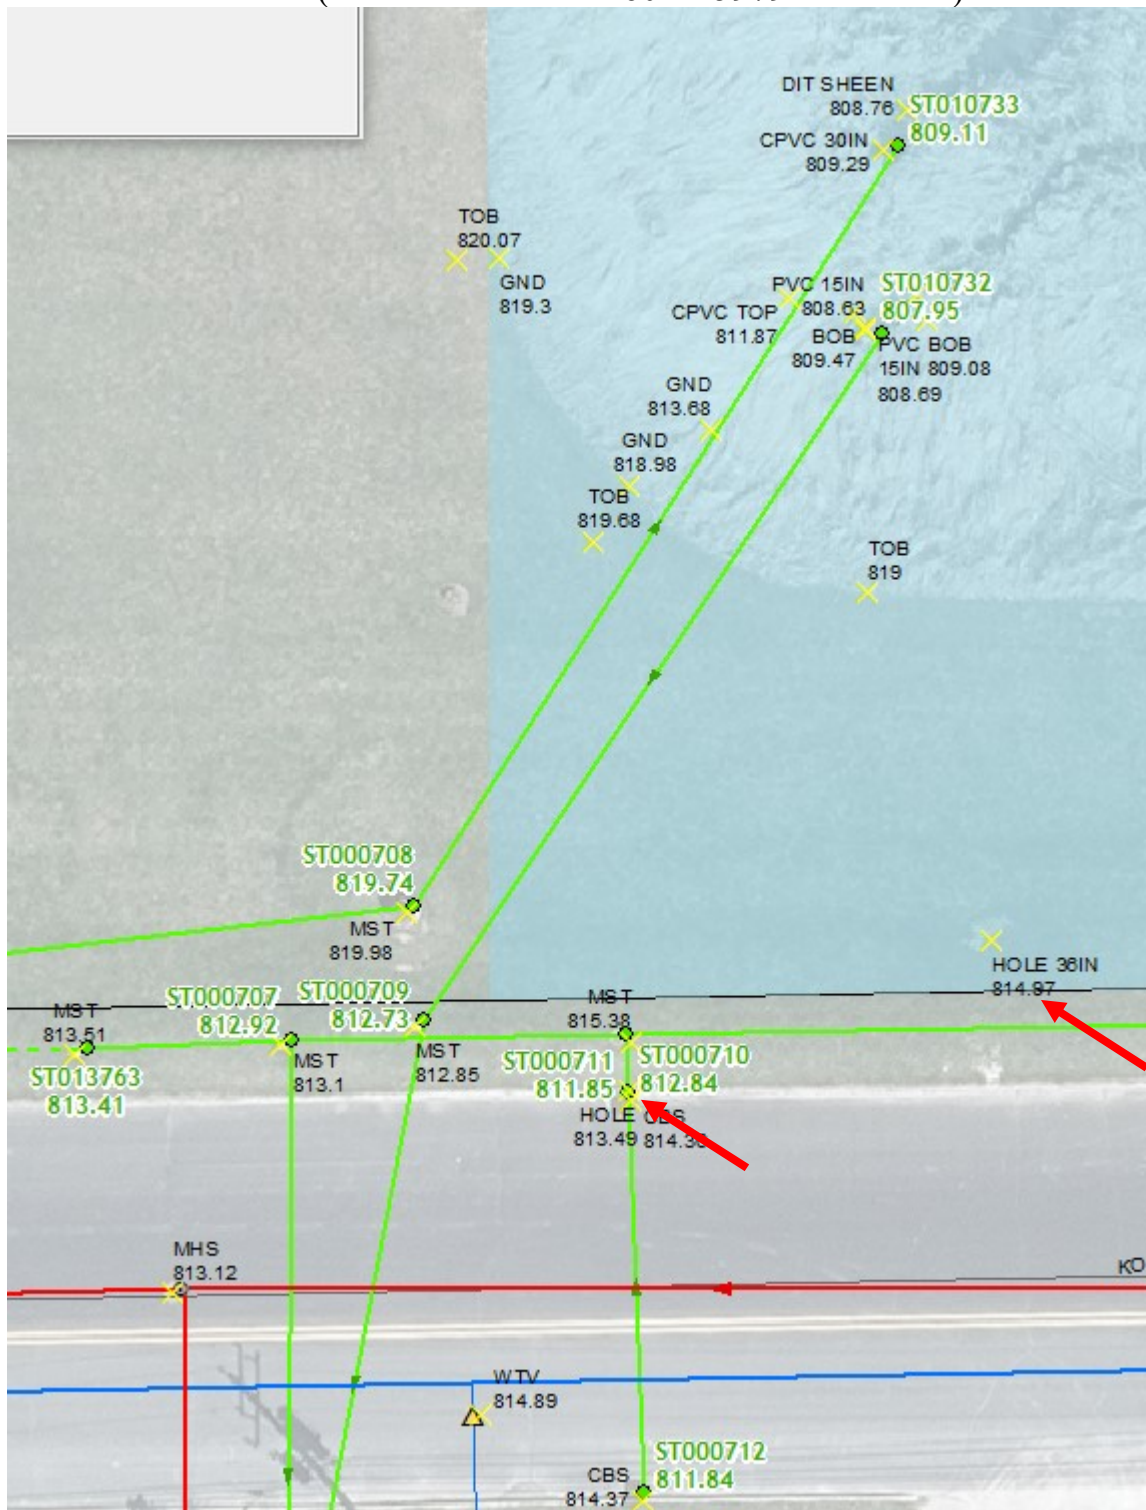 DIT SHEEN
808.76
ST010733
809.11
CPVC 30IN
809.29
TOB
820.07
GND
819.3
PVC 15IN
808.63
ST010732
807.95
CPVC TOP
811.87
BOB
809.47
PVC BOB
15IN 809.08
808.69
GND
813.68
GND
818.98
TOB
819.68
TOB
819
ST000708
819.74
MST
819.98
HOLE 36IN
814.97
MST
813.51
ST000707
812.92
ST000709
812.73
MST
815.38
ST013763
813.41
MST
813.1
MST
812.85
ST000711
811.85
ST000710
812.84
HOLE
813.49
CBS
MHS
813.12
KO
WTV
814.89
ST000712
811.84
CBS
814.37